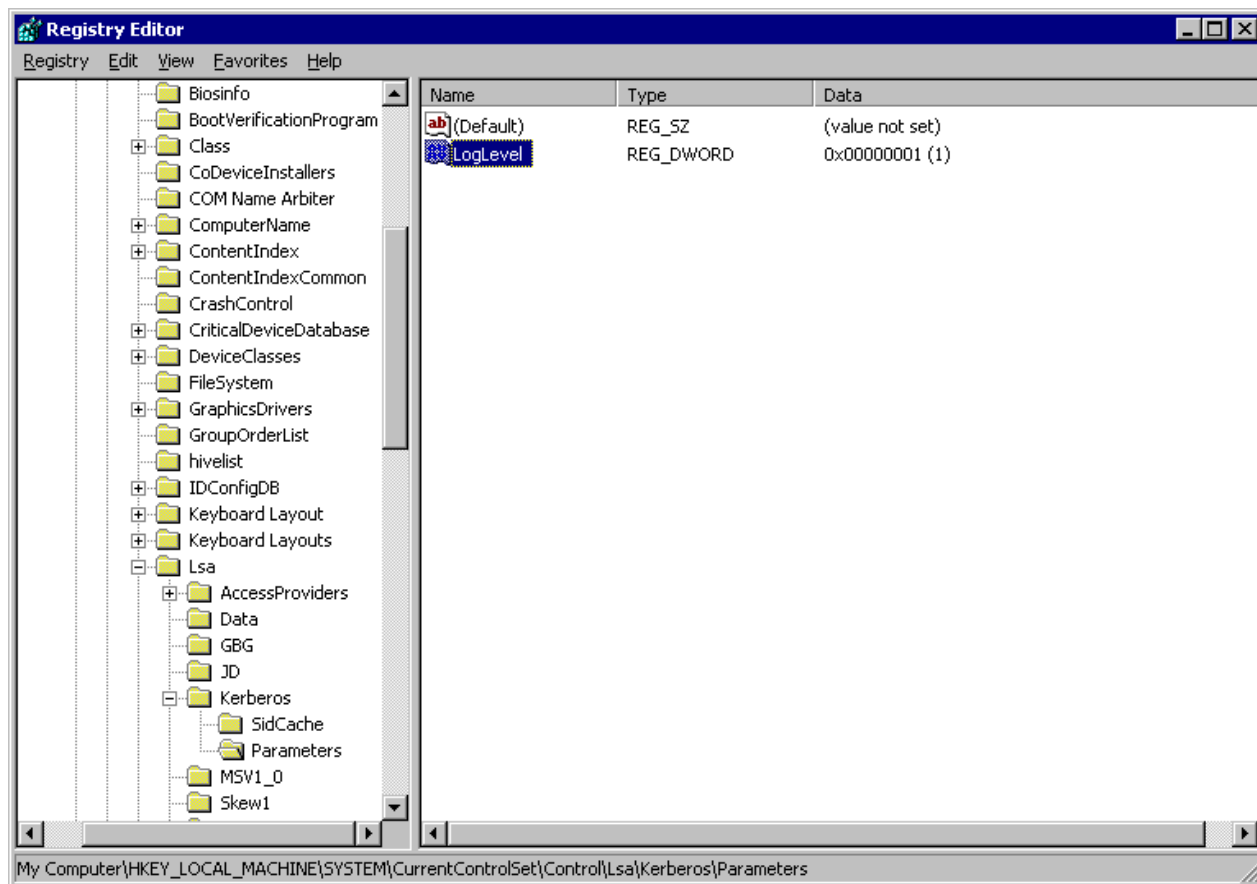 Registry Editor
Registry Edit View Favorites Help
Biosinfo
BootVerificationProgram
Class
CoDeviceInstallers
COM Name Arbiter
ComputerName
ContentIndex
ContentIndexCommon
CrashControl
CriticalDeviceDatabase
DeviceClasses
FileSystem
GraphicsDrivers
GroupOrderList
hivelist
IDConfigDB
Keyboard Layout
Keyboard Layouts
Lsa
AccessProviders
Data
GBG
JD
Kerberos
SidCache
Parameters
MSV1_0
Skew1
Name Type Data
ab (Default) REG_SZ (value not set)
LogLevel REG_DWORD 0x00000001 (1)
My Computer\HKEY_LOCAL_MACHINE\SYSTEM\CurrentControlSet\Control\Lsa\Kerberos\Parameters